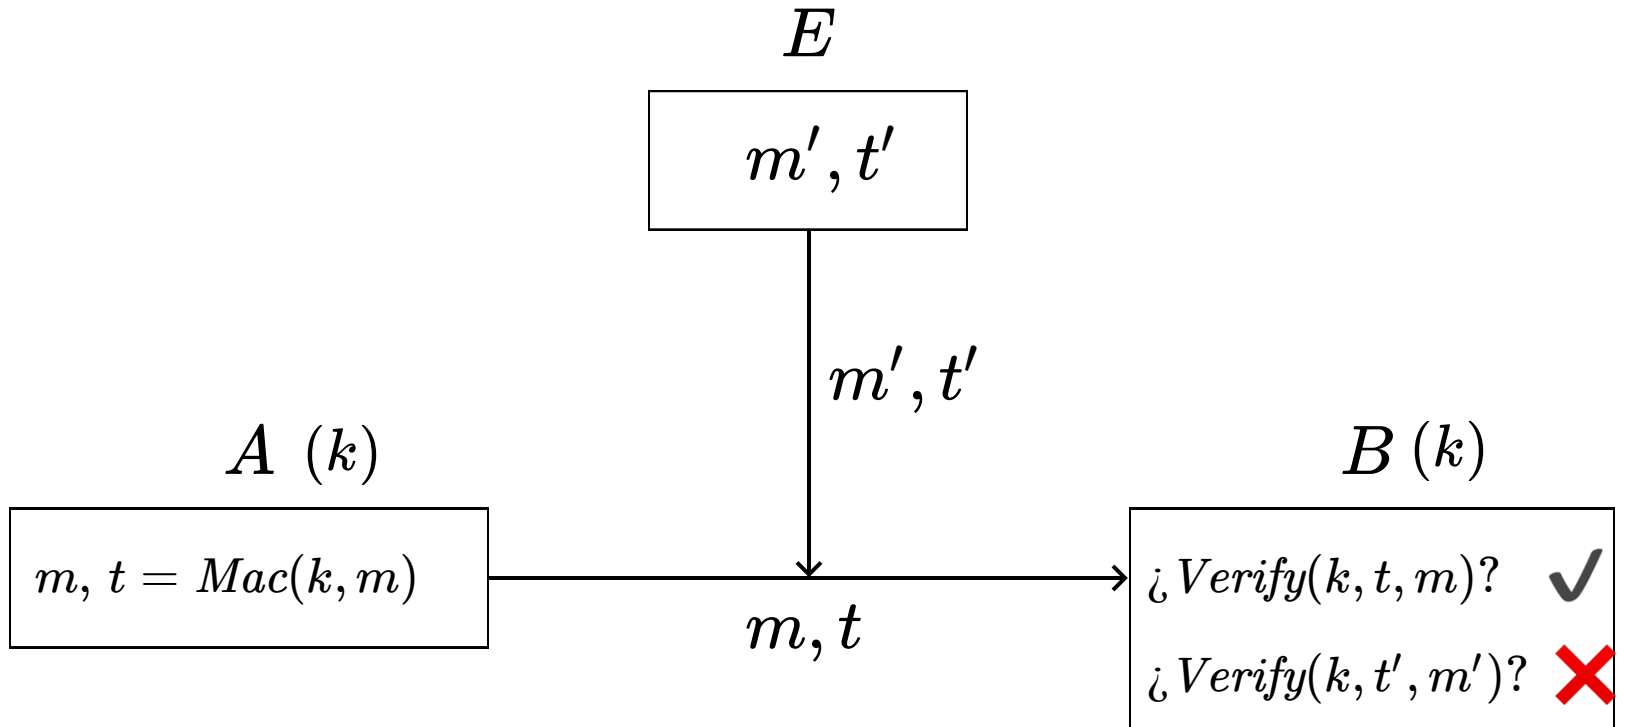 E
m′, t′
m′, t′
A (k)
B (k)
m, t = Mac(k, m)
m, t
¿Verify(k, t, m)? ✔
¿Verify(k, t′, m′)? ❌